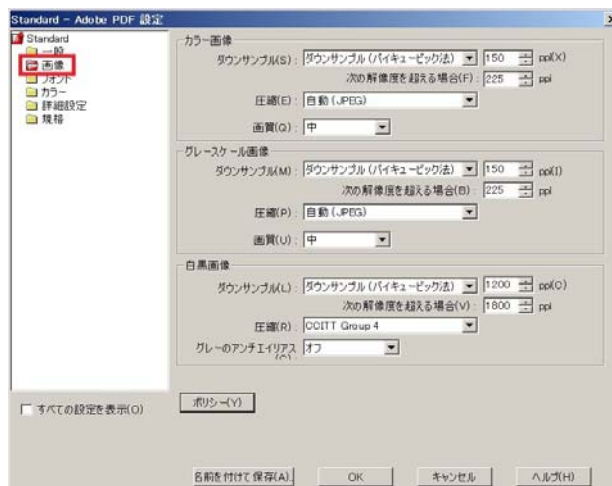 Standard - Adobe PDF 設定
Standard
一般
画像
フォント
カラー
詳細設定
規格
すべての設定を表示(O)
カラー画像
ダウンサンプル(S): ダウンサンプル (バイキュービック法) 150 ppi(X)
次の解像度を超える場合(F): 225 ppi
圧縮(E): 自動 (JPEG)
画質(Q): 中
グレースケール画像
ダウンサンプル(M): ダウンサンプル (バイキュービック法) 150 ppi(I)
次の解像度を超える場合(B): 225 ppi
圧縮(P): 自動 (JPEG)
画質(U): 中
白黒画像
ダウンサンプル(L): ダウンサンプル (バイキュービック法) 1200 ppi(C)
次の解像度を超える場合(V): 1800 ppi
圧縮(R): CCITT Group 4
グレーのアンチエイリアス オフ
ポリシー(Y)
名前を付けて保存(A).
OK
キャンセル
ヘルプ(H)